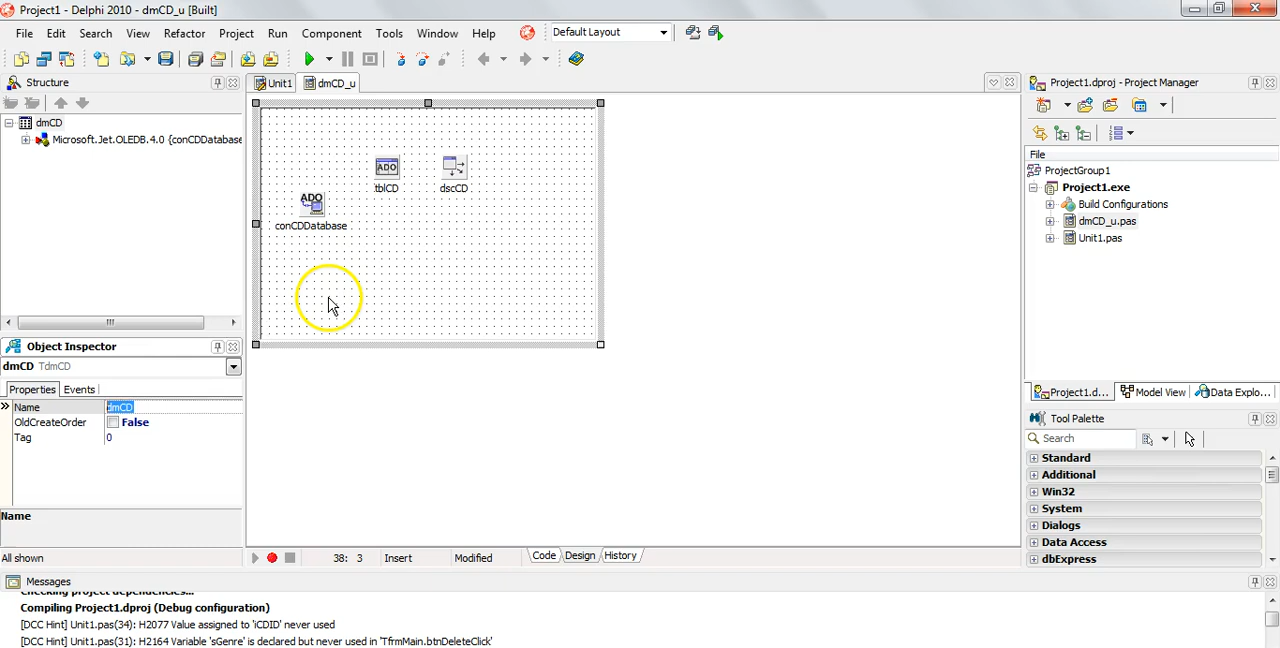 Project1 - Delphi 2010 - dmCD_u [Built]
File Edit Search View Refactor Project Run Component Tools Window Help Default Layout
Structure
Unit1 dmCD_u
Project1.dproj - Project Manager
dmCD
Microsoft.Jet.OLEDB.4.0 {conCDDatabase
File
ProjectGroup1
Project1.exe
Build Configurations
dmCD_u.pas
Unit1.pas
ADO
tblCD dscCD
ADO
conCDDatabase
Object Inspector
dmCD TdmCD
Properties Events
Name dmCD
OldCreateOrder False
Tag 0
Name
All shown
Project1.d... Model View Data Explo...
Tool Palette
Search
Standard
Additional
Win32
System
Dialogs
Data Access
dbExpress
38: 3 Insert Modified Code Design History
Messages
Checking project dependencies...
Compiling Project1.dproj (Debug configuration)
[DCC Hint] Unit1.pas(34): H2077 Value assigned to 'iCDID' never used
[DCC Hint] Unit1.pas(31): H2164 Variable 'sGenre' is declared but never used in 'TfrmMain.btnDeleteClick'